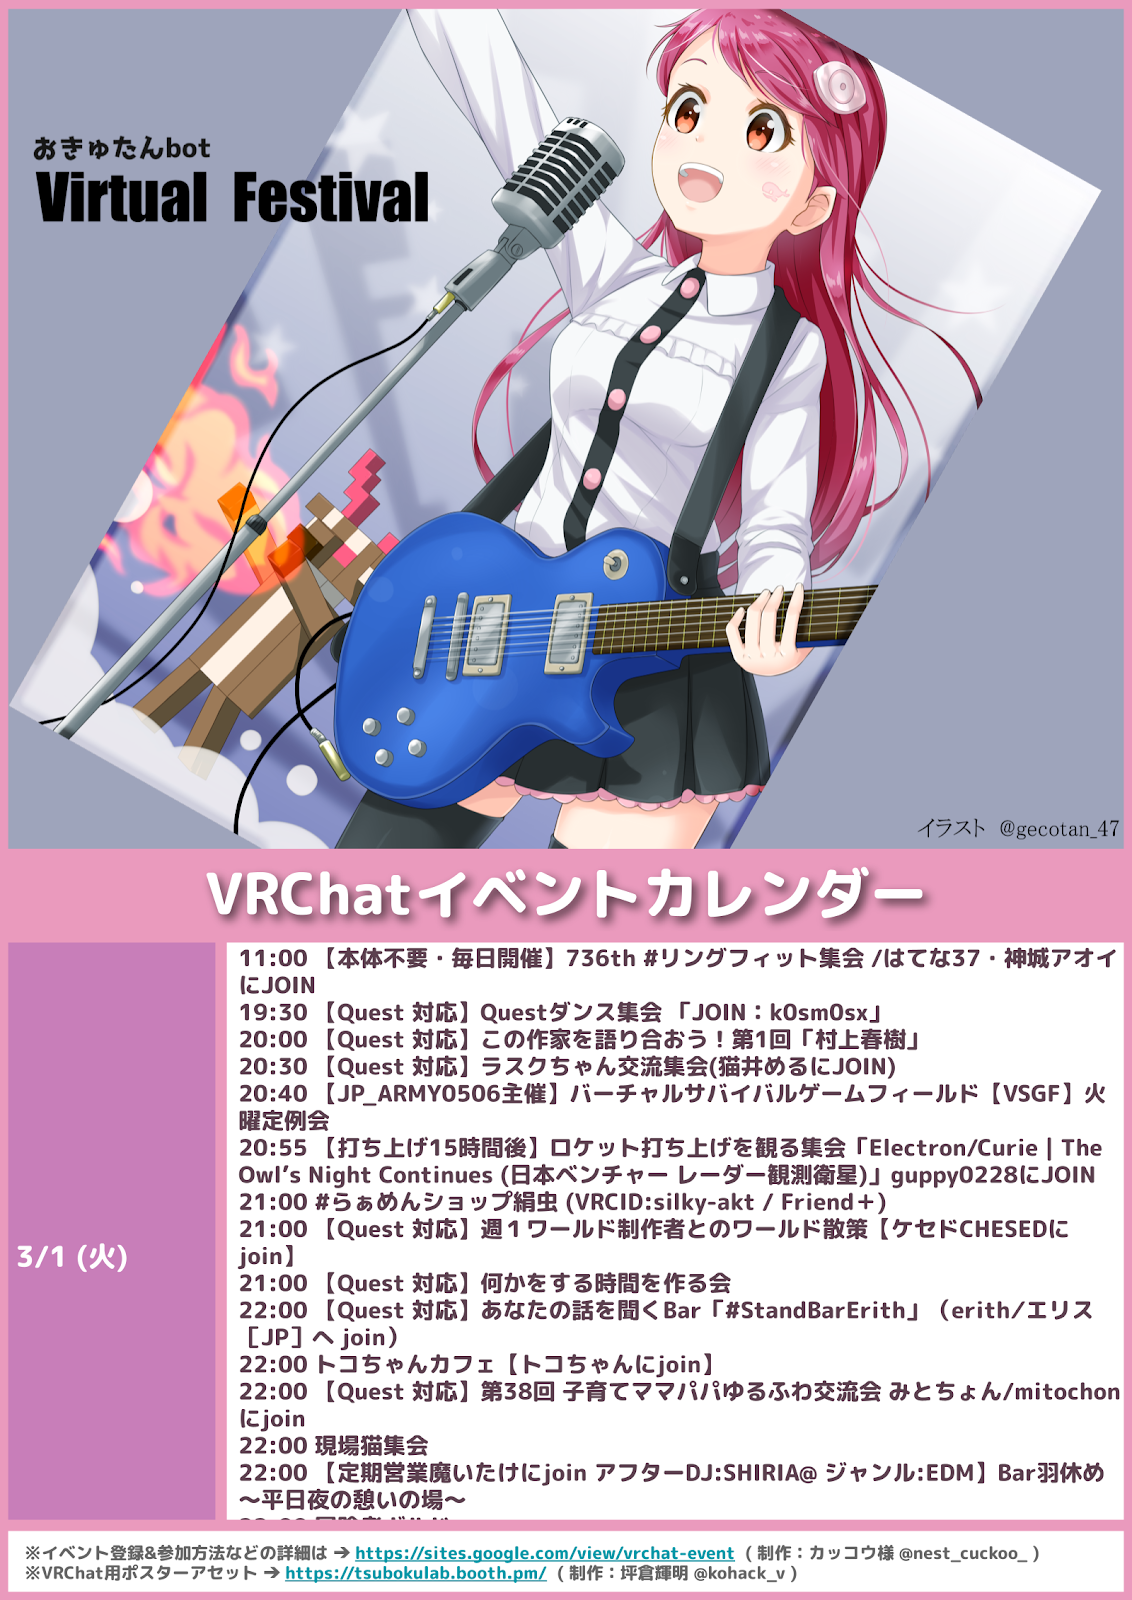 おきゅたんbot
Virtual Festival
イラスト @gecotan_47
VRChatイベントカレンダー
3/1 (火)
11:00 【本体不要・毎日開催】736th #リングフィット集会 /はてな37・神城アオイ
にJOIN
19:30 【Quest 対応】Questダンス集会 「JOIN：k0sm0sx」
20:00 【Quest 対応】この作家を語り合おう！第1回「村上春樹」
20:30 【Quest 対応】ラスクちゃん交流集会(猫井めるにJOIN)
20:40 【JP_ARMY0506主催】バーチャルサバイバルゲームフィールド【VSGF】火
曜定例会
20:55 【打ち上げ15時間後】ロケット打ち上げを観る集会「Electron/Curie | The
Owl’s Night Continues (日本ベンチャー レーダー観測衛星)」guppy0228にJOIN
21:00 #らぁめんショップ絹虫 (VRCID:silky-akt / Friend＋)
21:00 【Quest 対応】週１ワールド制作者とのワールド散策【ケセドCHESEDに
join】
21:00 【Quest 対応】何かをする時間を作る会
22:00 【Quest 対応】あなたの話を聞くBar「#StandBarErith」（erith/エリス
［JP］へ join）
22:00 トコちゃんカフェ【トコちゃんにjoin】
22:00 【Quest 対応】第38回 子育てママパパゆるふわ交流会 みとちょん/mitochon
にjoin
22:00 現場猫集会
22:00 【定期営業魔いたけにjoin アフターDJ:SHIRIA@ ジャンル:EDM】Bar羽休め
～平日夜の憩いの場～
※イベント登録&参加方法などの詳細は ➔ https://sites.google.com/view/vrchat-event （ 制作：カッコウ様 @nest_cuckoo_ ）
※VRChat用ポスターアセット ➔ https://tsubokulab.booth.pm/ （ 制作：坪倉輝明 @kohack_v ）